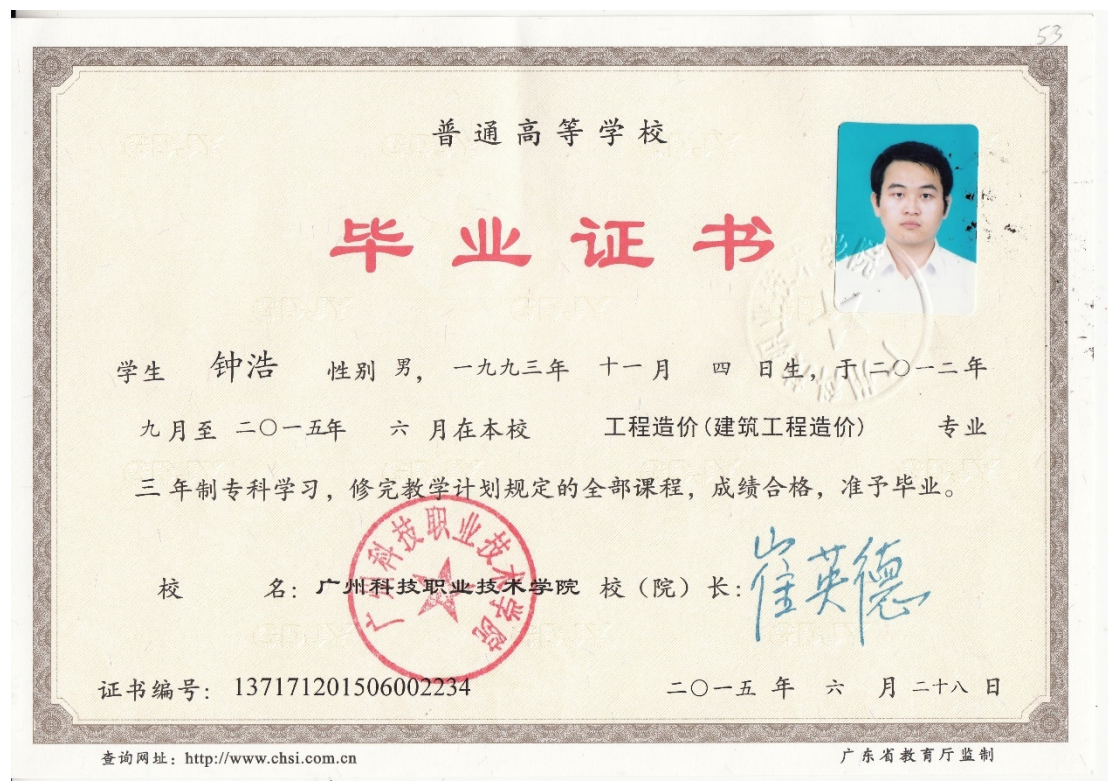 53
普通高等学校
毕业证书
学生 钟浩 性别 男，一九九三年 十一月 四 日生，于二〇一二年
九月至 二〇一五年 六 月在本校 工程造价(建筑工程造价) 专业
三 年制专科学习，修完教学计划规定的全部课程，成绩合格，准予毕业。
校 名：广州科技职业技术学院 校（院）长：崔英德
广州科技职业技术学院
证书编号：137171201506002234 二〇一五 年 六 月 二十八 日
查询网址：http://www.chsi.com.cn 广东省教育厅监制